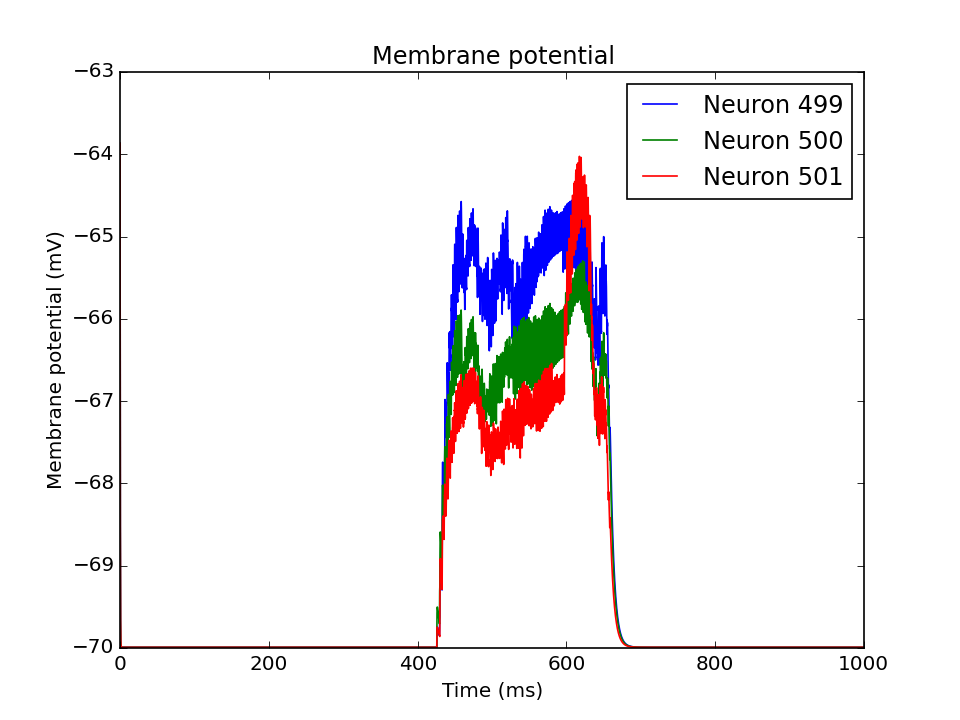 Membrane potential
−63
−64
−65
−66
−67
−68
−69
−70
Membrane potential (mV)
Neuron 499
Neuron 500
Neuron 501
0 200 400 600 800 1000
Time (ms)